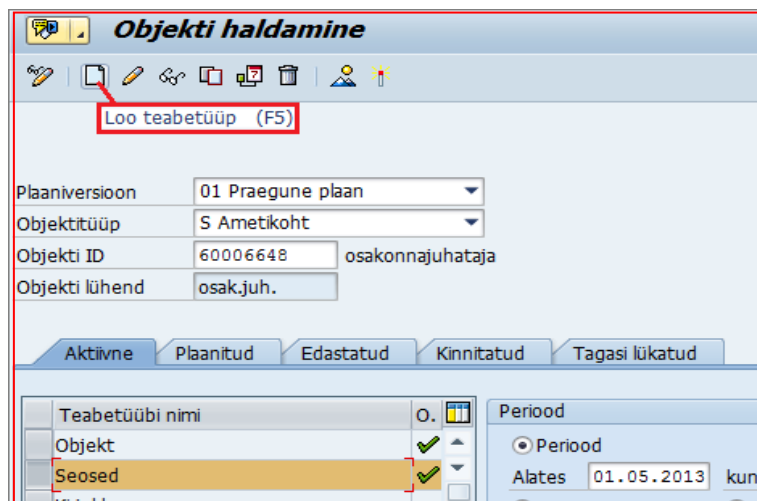 Objekti haldamine
Loo teabetüüp (F5)
Plaaniversioon 01 Praegune plaan
Objektitüüp S Ametikoht
Objekti ID 60006648 osakonnajuhataja
Objekti lühend osak.juh.
Aktiivne Plaanitud Edastatud Kinnitatud Tagasi lükatud
Teabetüübi nimi O. Periood
Objekt Periood
Seosed Alates 01.05.2013 kun